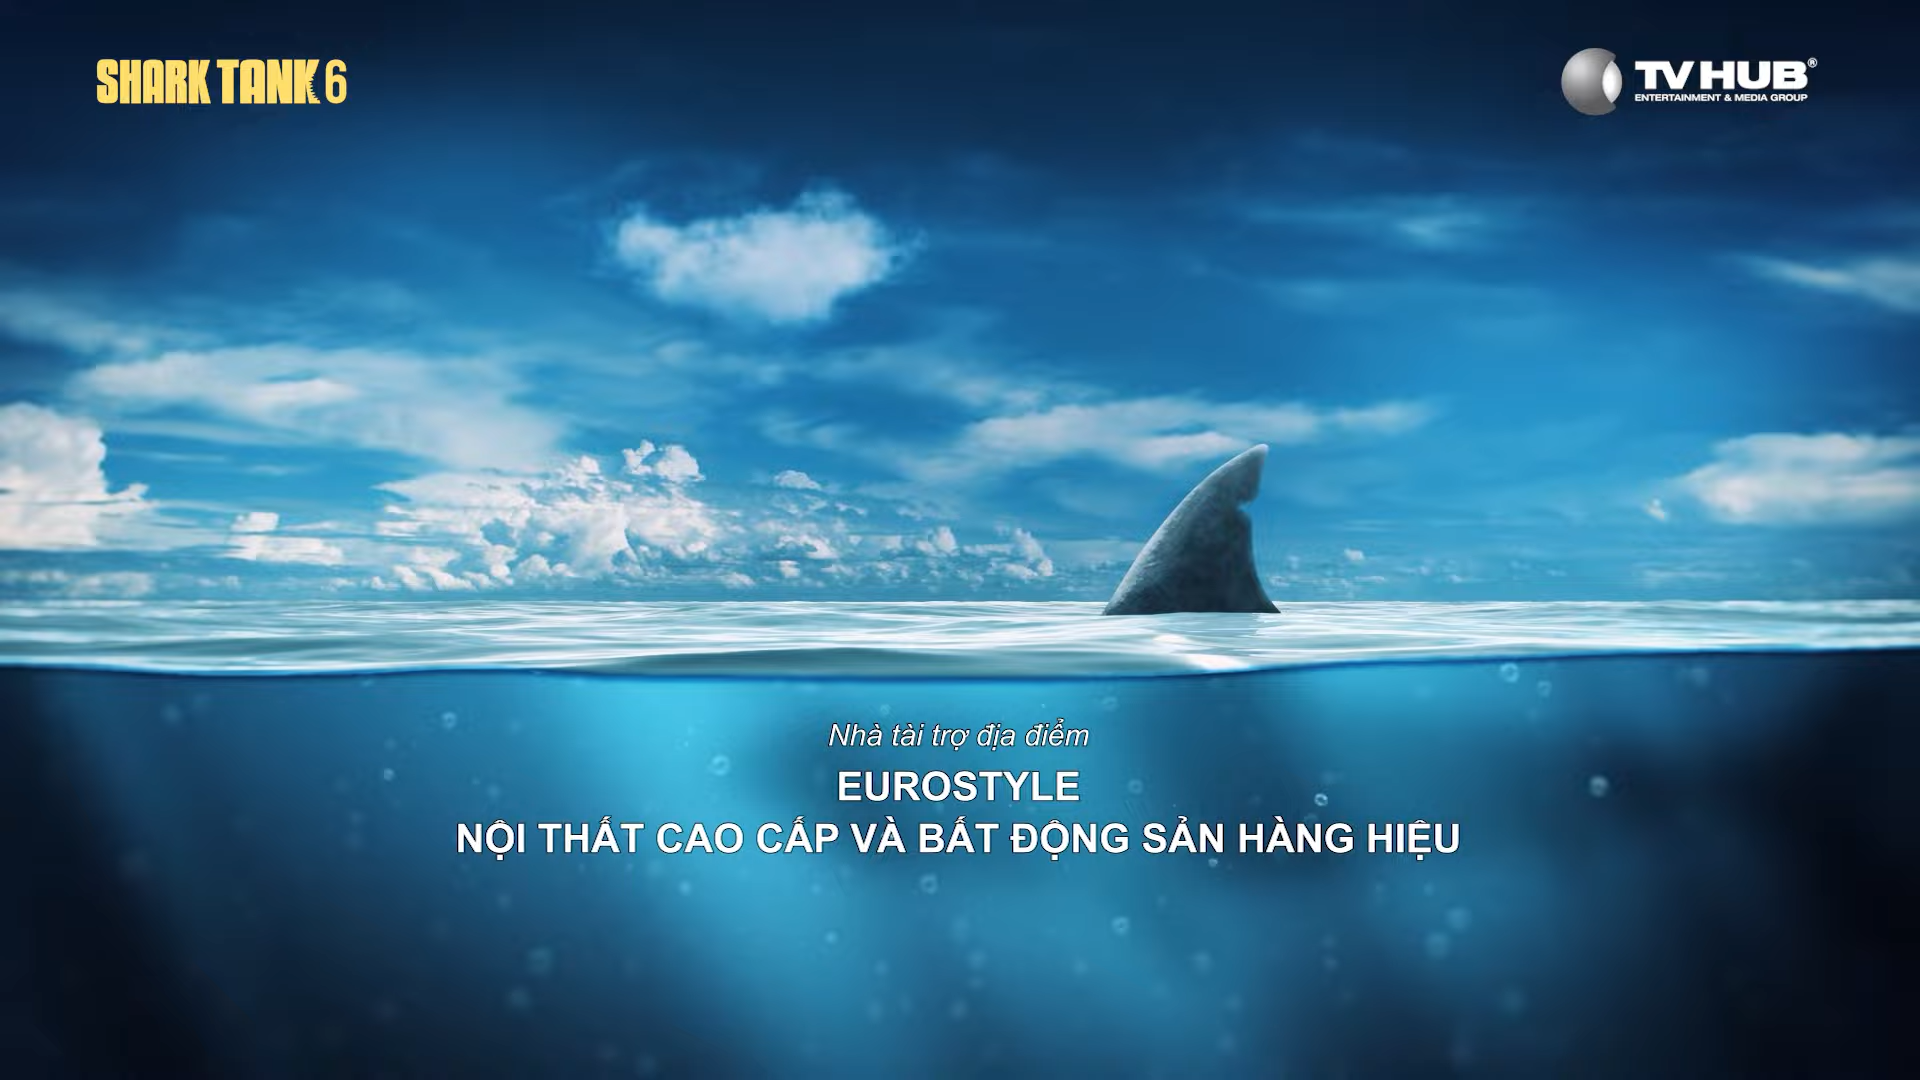 SHARK TANK 6
TV HUB®
ENTERTAINMENT & MEDIA GROUP
Nhà tài trợ địa điểm
EUROSTYLE
NỘI THẤT CAO CẤP VÀ BẤT ĐỘNG SẢN HÀNG HIỆU